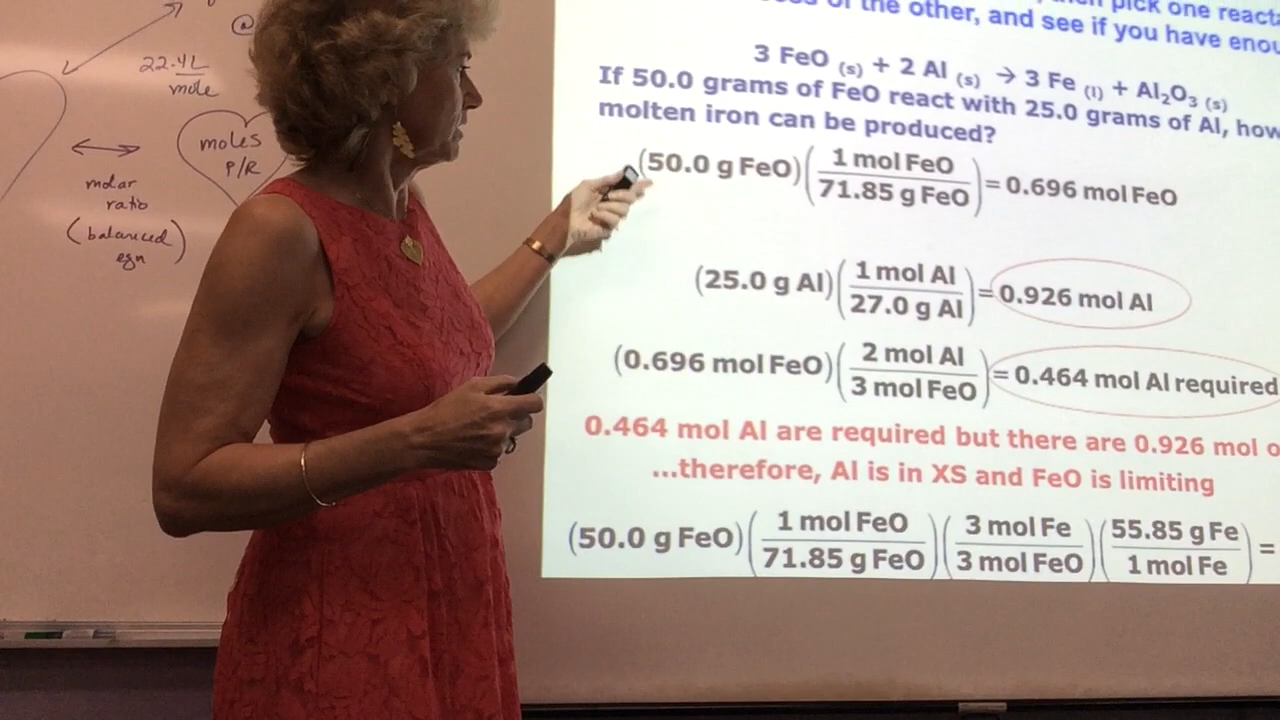 @
22.4L
mole
moles
P/R
molar
ratio
(balanced)
eqn
pick one
of the other, and see if you have
3 FeO (s) + 2 Al (s) → 3 Fe (l) + Al₂O₃ (s)
If 50.0 grams of FeO react with 25.0 grams of Al, how
molten iron can be produced?
(50.0 g FeO)(1 mol FeO / 71.85 g FeO) = 0.696 mol FeO
(25.0 g Al)(1 mol Al / 27.0 g Al) = 0.926 mol Al
(0.696 mol FeO)(2 mol Al / 3 mol FeO) = 0.464 mol Al required
0.464 mol Al are required but there are 0.926 mol
...therefore, Al is in XS and FeO is limiting
(50.0 g FeO)(1 mol FeO / 71.85 g FeO)(3 mol Fe / 3 mol FeO)(55.85 g Fe / 1 mol Fe) =